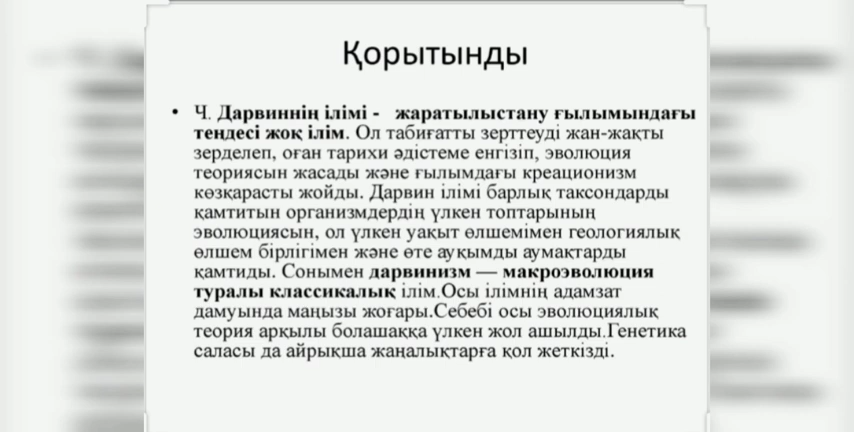 Қорытынды
• Ч. Дарвиннің ілімі - жаратылыстану ғылымындағы
теңдесі жоқ ілім. Ол табиғатты зерттеуді жан-жақты
зерделеп, оған тарихи әдістеме енгізіп, эволюция
теориясын жасады және ғылымдағы креационизм
көзқарасты жойды. Дарвин ілімі барлық таксондарды
қамтитын организмдердің үлкен топтарының
эволюциясын, ол үлкен уақыт өлшемімен геологиялық
өлшем бірлігімен және өте ауқымды аумақтарды
қамтиды. Сонымен дарвинизм — макроэволюция
туралы классикалық ілім.Осы ілімнің адамзат
дамуында маңызы жоғары.Себебі осы эволюциялық
теория арқылы болашаққа үлкен жол ашылды.Генетика
саласы да айрықша жаңалықтарға қол жеткізді.